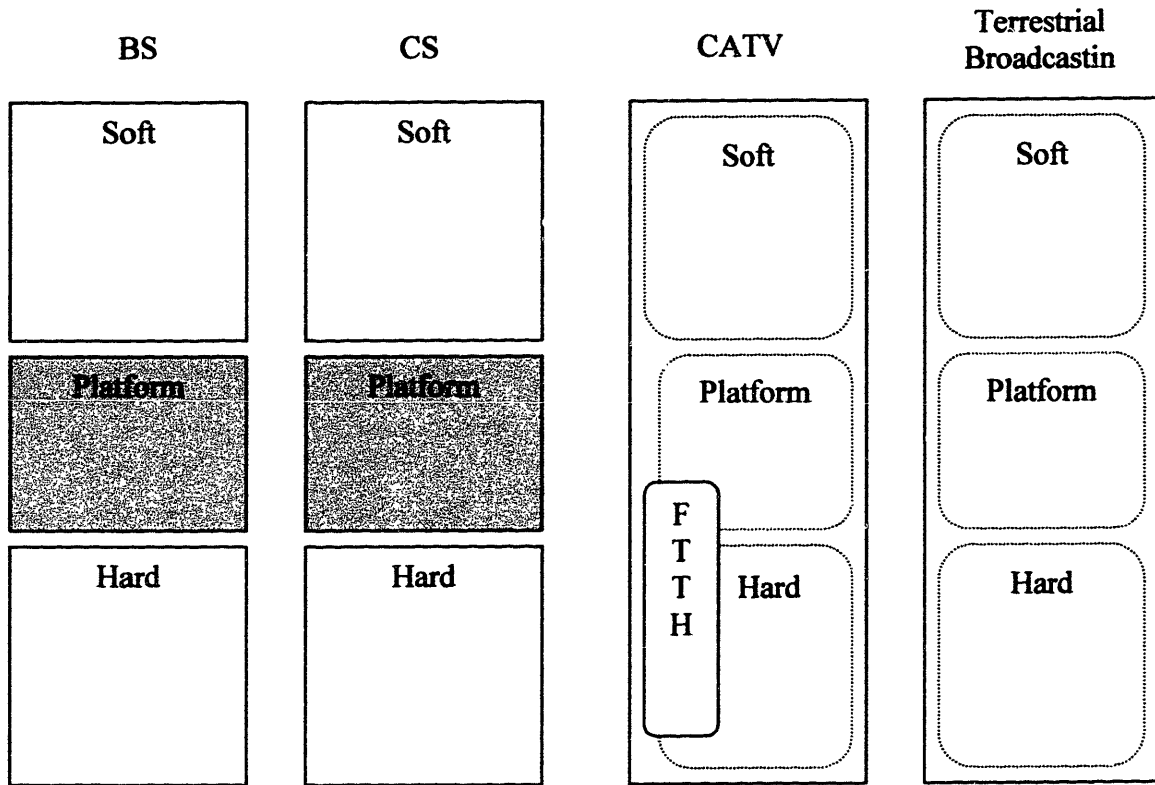 BS
CS
CATV
Terrestrial
Broadcastin
Soft
Soft
Soft
Soft
Platform
Platform
Platform
Platform
F
T
T
H
Hard
Hard
Hard
Hard